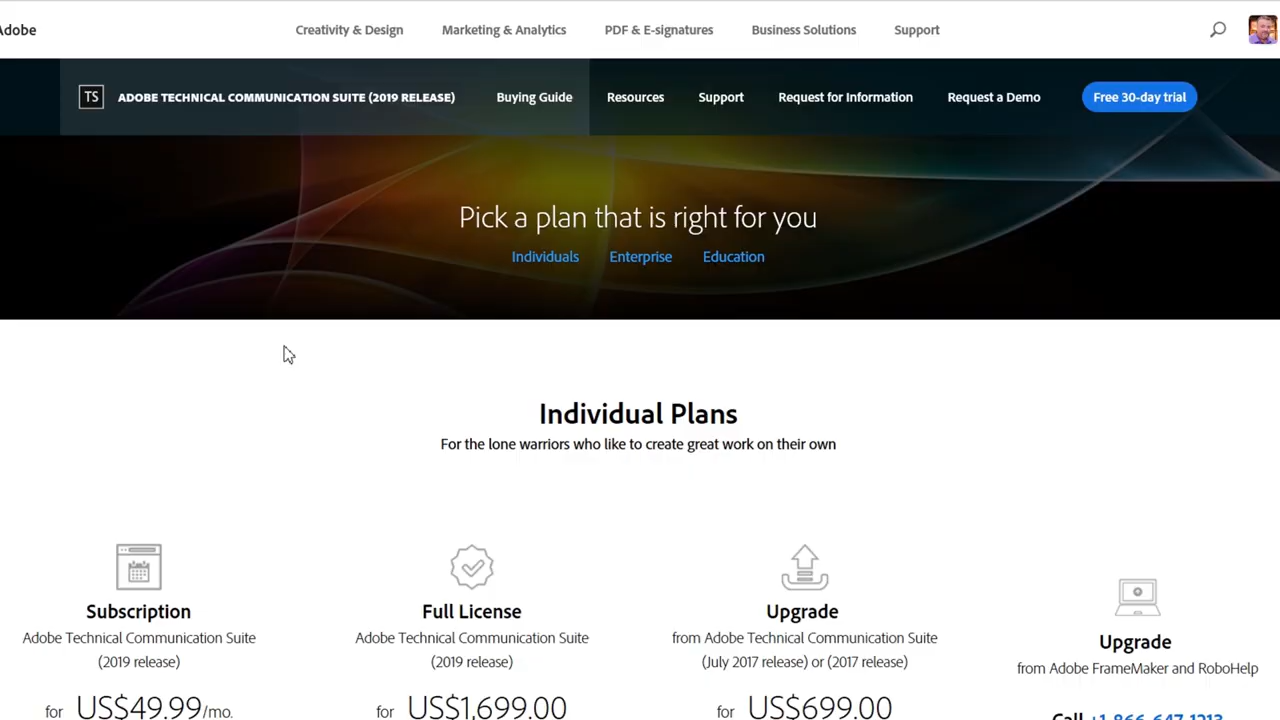 Adobe
Creativity & Design
Marketing & Analytics
PDF & E-signatures
Business Solutions
Support
TS
ADOBE TECHNICAL COMMUNICATION SUITE (2019 RELEASE)
Buying Guide
Resources
Support
Request for Information
Request a Demo
Free 30-day trial
Pick a plan that is right for you
Individuals
Enterprise
Education
Individual Plans
For the lone warriors who like to create great work on their own
Subscription
Adobe Technical Communication Suite
(2019 release)
for US$49.99/mo.
Full License
Adobe Technical Communication Suite
(2019 release)
for US$1,699.00
Upgrade
from Adobe Technical Communication Suite
(July 2017 release) or (2017 release)
for US$699.00
Upgrade
from Adobe FrameMaker and RoboHelp
Call +1-866-647-1213